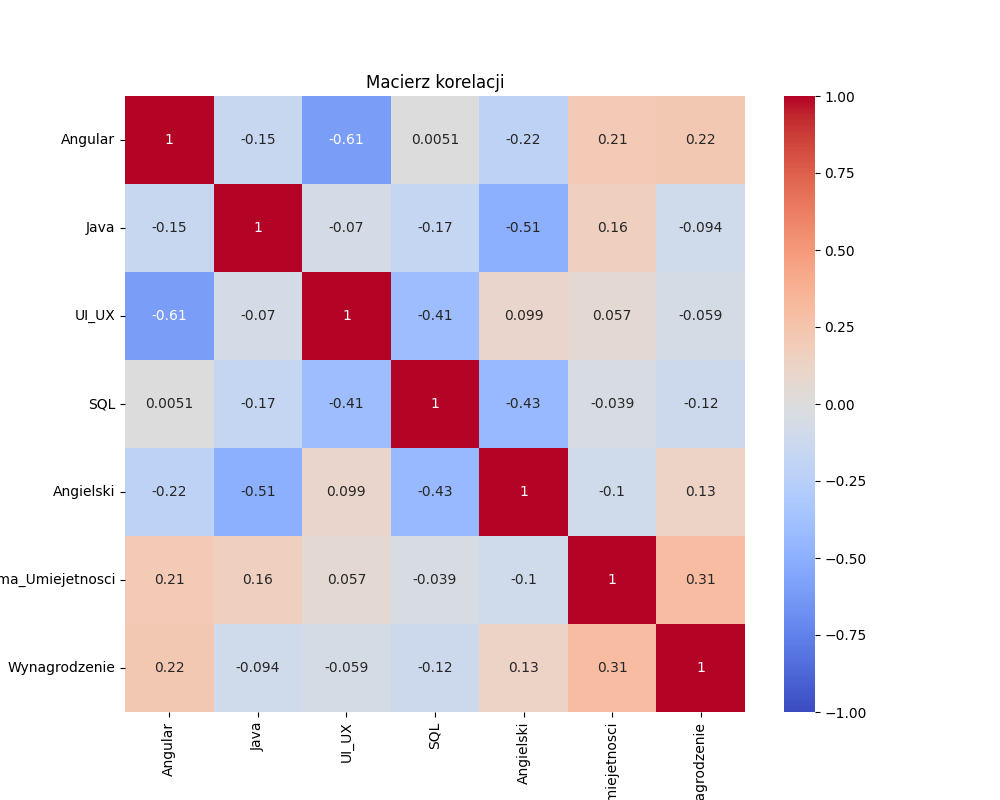 Macierz korelacji
Angular 1 -0.15 -0.61 0.0051 -0.22 0.21 0.22
Java -0.15 1 -0.07 -0.17 -0.51 0.16 -0.094
UI_UX -0.61 -0.07 1 -0.41 0.099 0.057 -0.059
SQL 0.0051 -0.17 -0.41 1 -0.43 -0.039 -0.12
Angielski -0.22 -0.51 0.099 -0.43 1 -0.1 0.13
ma_Umiejetnosci 0.21 0.16 0.057 -0.039 -0.1 1 0.31
Wynagrodzenie 0.22 -0.094 -0.059 -0.12 0.13 0.31 1
Angular
Java
UI_UX
SQL
Angielski
miejetnosci
agrodzenie
1.00
0.75
0.50
0.25
0.00
−0.25
−0.50
−0.75
−1.00